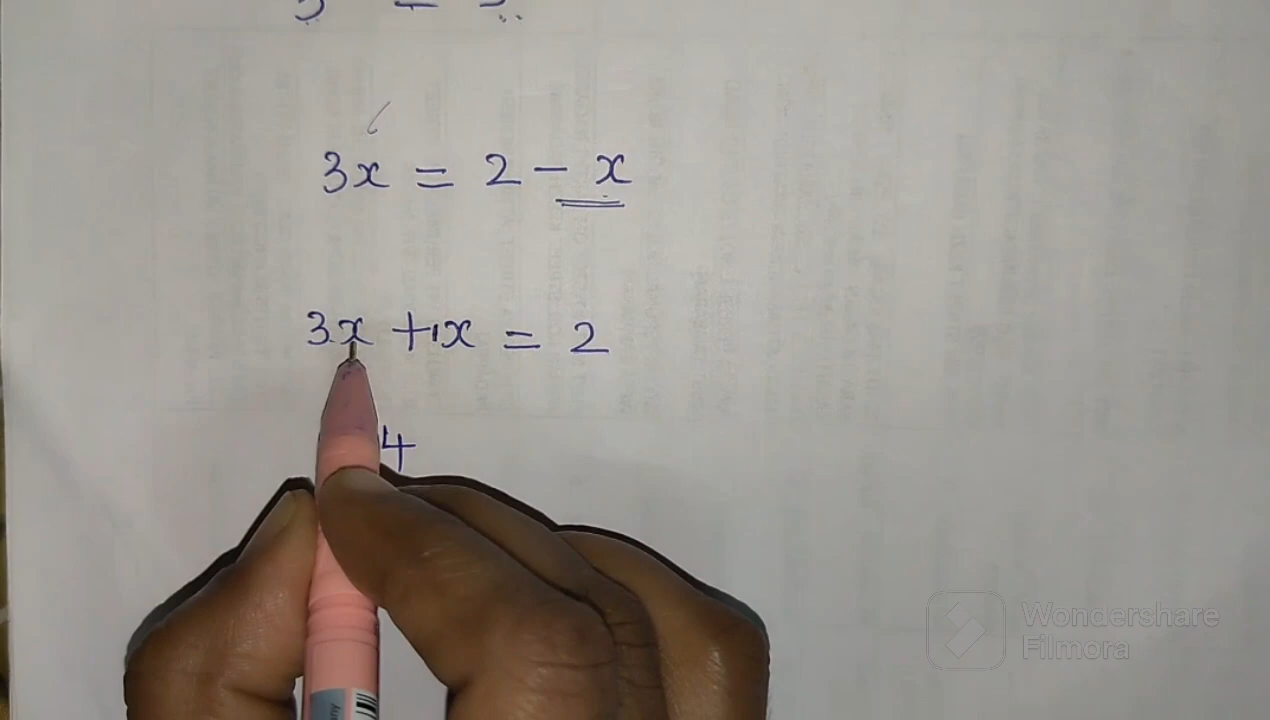 3x = 2 - x
3x + 1x = 2
4
Wondershare
Filmora